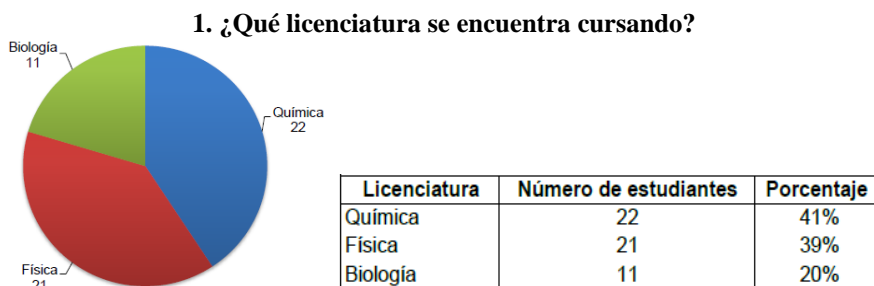 1. ¿Qué licenciatura se encuentra cursando?
Biología
11
Química
22
Física
21
Licenciatura Número de estudiantes Porcentaje
Química 22 41%
Física 21 39%
Biología 11 20%